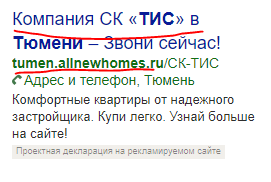 Компания СК «ТИС» в
Тюмени – Звони сейчас!
tumen.allnewhomes.ru/СК-ТИС
Адрес и телефон, Тюмень
Комфортные квартиры от надежного
застройщика. Купи легко. Узнай больше
на сайте!
Проектная декларация на рекламируемом сайте